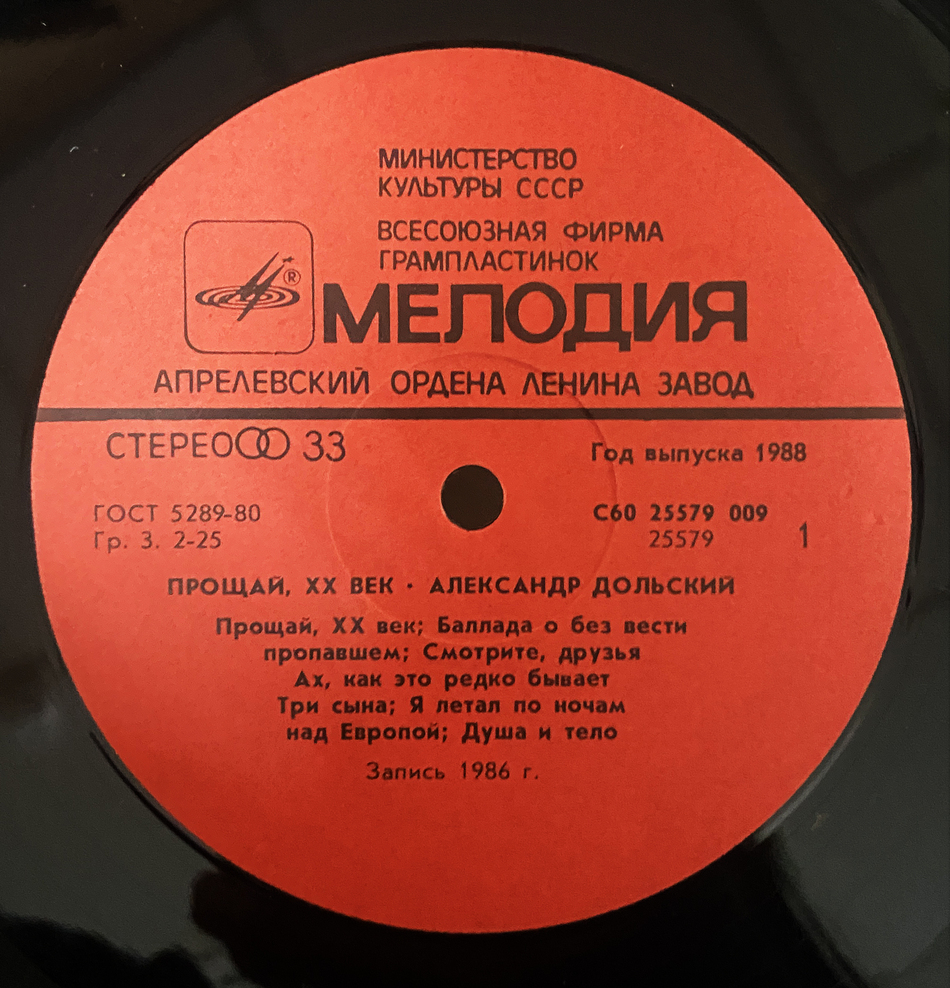 МИНИСТЕРСТВО
КУЛЬТУРЫ СССР
ВСЕСОЮЗНАЯ ФИРМА
ГРАМПЛАСТИНОК
®
МЕЛОДИЯ
АПРЕЛЕВСКИЙ ОРДЕНА ЛЕНИНА ЗАВОД
СТЕРЕО 33
Год выпуска 1988
ГОСТ 5289-80
Гр. 3. 2-25
С60 25579 009
25579
1
ПРОЩАЙ, XX ВЕК · АЛЕКСАНДР ДОЛЬСКИЙ
Прощай, XX век; Баллада о без вести
пропавшем; Смотрите, друзья
Ах, как это редко бывает
Три сына; Я летал по ночам
над Европой; Душа и тело
Запись 1986 г.